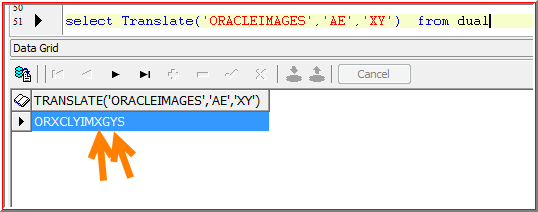 50
51 select Translate('ORACLEIMAGES','AE','XY') from dual
Data Grid
Cancel
TRANSLATE('ORACLEIMAGES','AE','XY')
ORXCLYIMXGYS